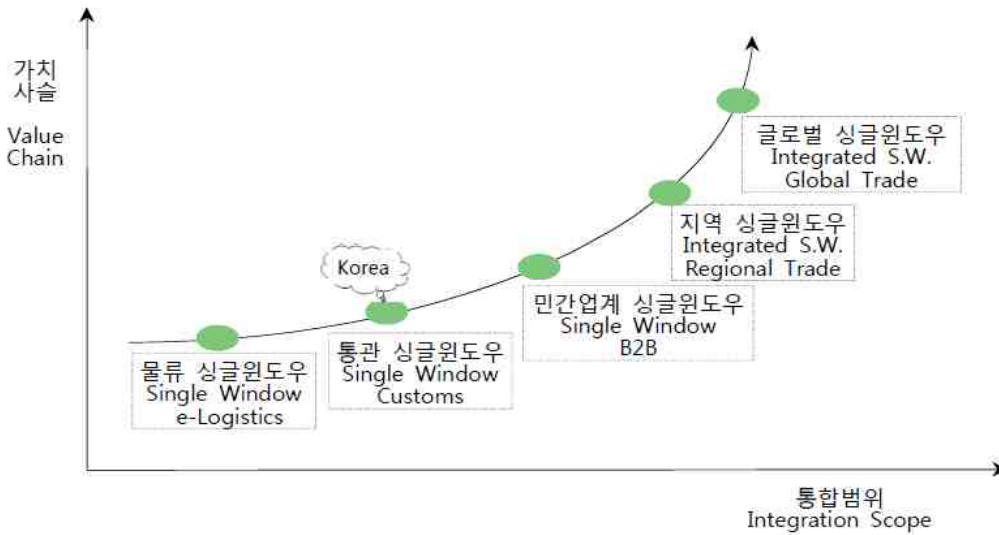 가치
사슬
Value
Chain
글로벌 싱글윈도우
Integrated S.W.
Global Trade
지역 싱글윈도우
Integrated S.W.
Regional Trade
Korea
민간업계 싱글윈도우
Single Window
B2B
통관 싱글윈도우
Single Window
Customs
물류 싱글윈도우
Single Window
e-Logistics
통합범위
Integration Scope